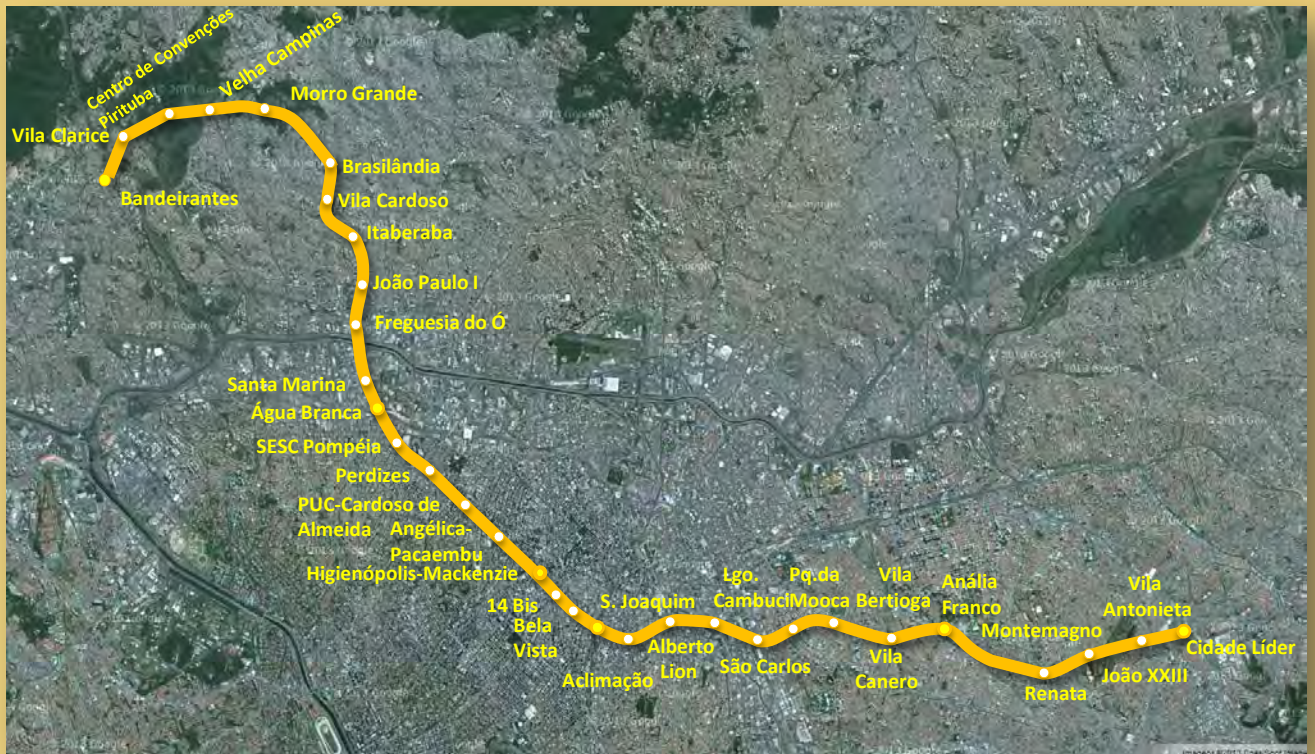 Centro de Convenções
Pirituba
Velha Campinas
Morro Grande
Vila Clarice
Bandeirantes
Brasilândia
Vila Cardoso
Itaberaba
João Paulo I
Freguesia do Ó
Santa Marina
Água Branca
SESC Pompéia
Perdizes
PUC-Cardoso de
Almeida
Angélica-
Pacaembu
Higienópolis-Mackenzie
14 Bis
Bela
Vista
S. Joaquim
Aclimação
Alberto
Lion
Lgo.
Cambuci
São Carlos
Pq.da
Mooca
Vila
Bertioga
Vila
Canero
Anália
Franco
Montemagno
Renata
João XXIII
Vila
Antonieta
Cidade Líder